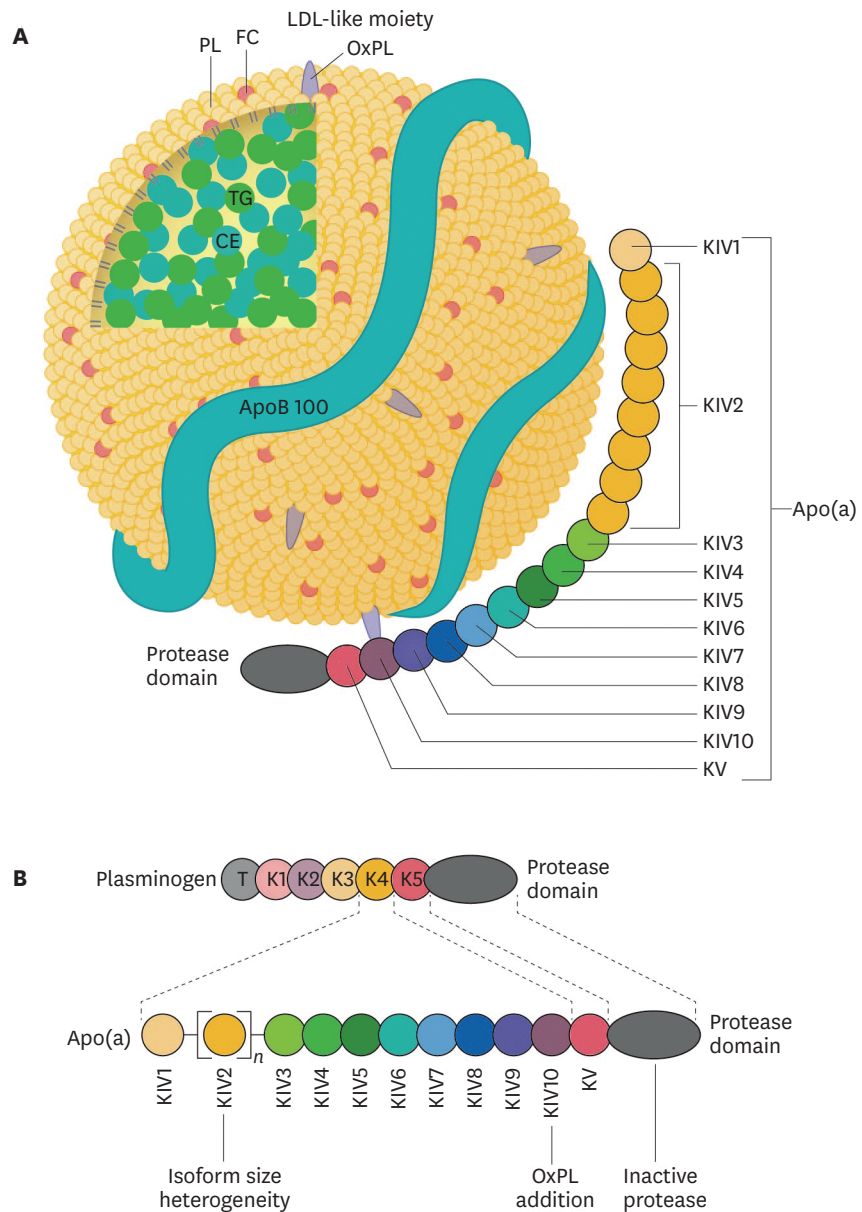 A
LDL-like moiety
PL
FC
OxPL
TG
CE
ApoB 100
KIV1
KIV2
Apo(a)
KIV3
KIV4
KIV5
KIV6
KIV7
KIV8
KIV9
KIV10
KV
Protease
domain
B
Plasminogen
T
K1
K2
K3
K4
K5
Protease
domain
Apo(a)
n
Protease
domain
KIV1
KIV2
KIV3
KIV4
KIV5
KIV6
KIV7
KIV8
KIV9
KIV10
KV
Isoform size
heterogeneity
OxPL
addition
Inactive
protease